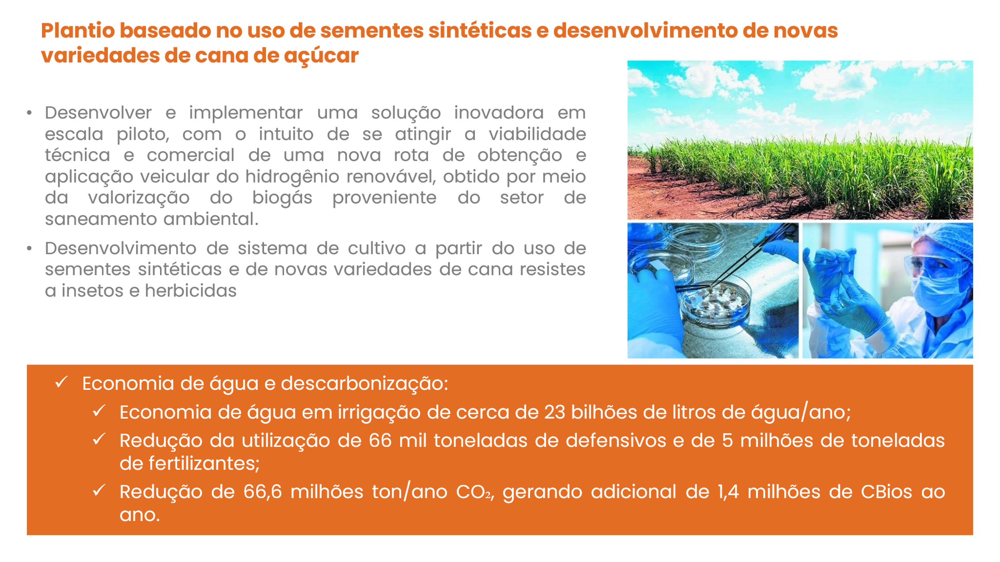 Plantio baseado no uso de sementes sintéticas e desenvolvimento de novas
variedades de cana de açúcar
• Desenvolver e implementar uma solução inovadora em
escala piloto, com o intuito de se atingir a viabilidade
técnica e comercial de uma nova rota de obtenção e
aplicação veicular do hidrogênio renovável, obtido por meio
da valorização do biogás proveniente do setor de
saneamento ambiental.
• Desenvolvimento de sistema de cultivo a partir do uso de
sementes sintéticas e de novas variedades de cana resistes
a insetos e herbicidas
✓ Economia de água e descarbonização:
✓ Economia de água em irrigação de cerca de 23 bilhões de litros de água/ano;
✓ Redução da utilização de 66 mil toneladas de defensivos e de 5 milhões de toneladas
de fertilizantes;
✓ Redução de 66,6 milhões ton/ano CO₂, gerando adicional de 1,4 milhões de CBios ao
ano.